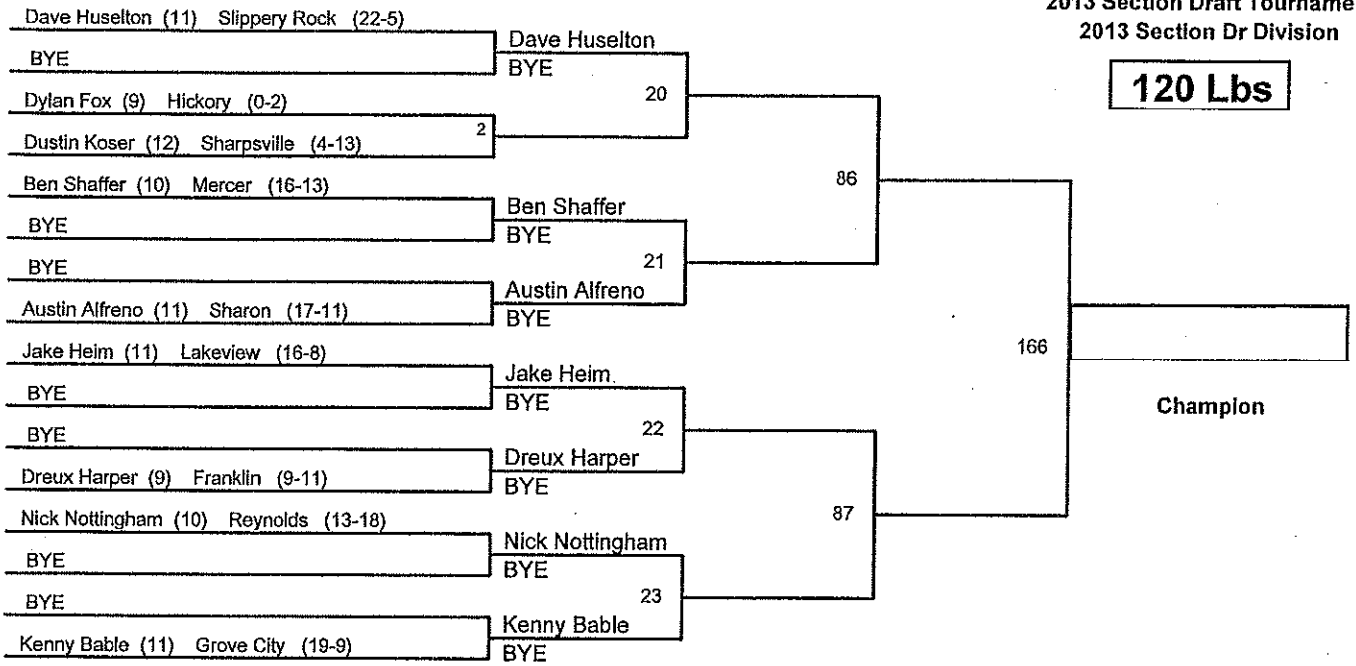 2013 Section Draft Tourname
2013 Section Dr Division
120 Lbs
Dave Huselton (11) Slippery Rock (22-5)
BYE
Dave Huselton
BYE
20
Dylan Fox (9) Hickory (0-2)
2
Dustin Koser (12) Sharpsville (4-13)
86
Ben Shaffer (10) Mercer (16-13)
BYE
Ben Shaffer
BYE
21
BYE
Austin Alfreno (11) Sharon (17-11)
Austin Alfreno
BYE
166
Champion
Jake Heim (11) Lakeview (16-8)
BYE
Jake Heim
BYE
22
BYE
Dreux Harper (9) Franklin (9-11)
Dreux Harper
BYE
87
Nick Nottingham (10) Reynolds (13-18)
BYE
Nick Nottingham
BYE
23
BYE
Kenny Bable (11) Grove City (19-9)
Kenny Bable
BYE